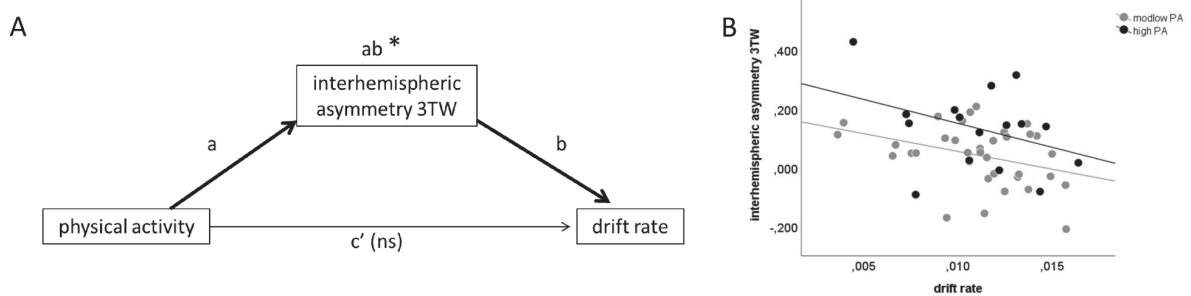 A
ab *
interhemispheric
asymmetry 3TW
a
b
physical activity
drift rate
c’ (ns)
B
modlow PA
high PA
interhemispheric asymmetry 3TW
,400
,200
,000
-,200
,005
,010
,015
drift rate